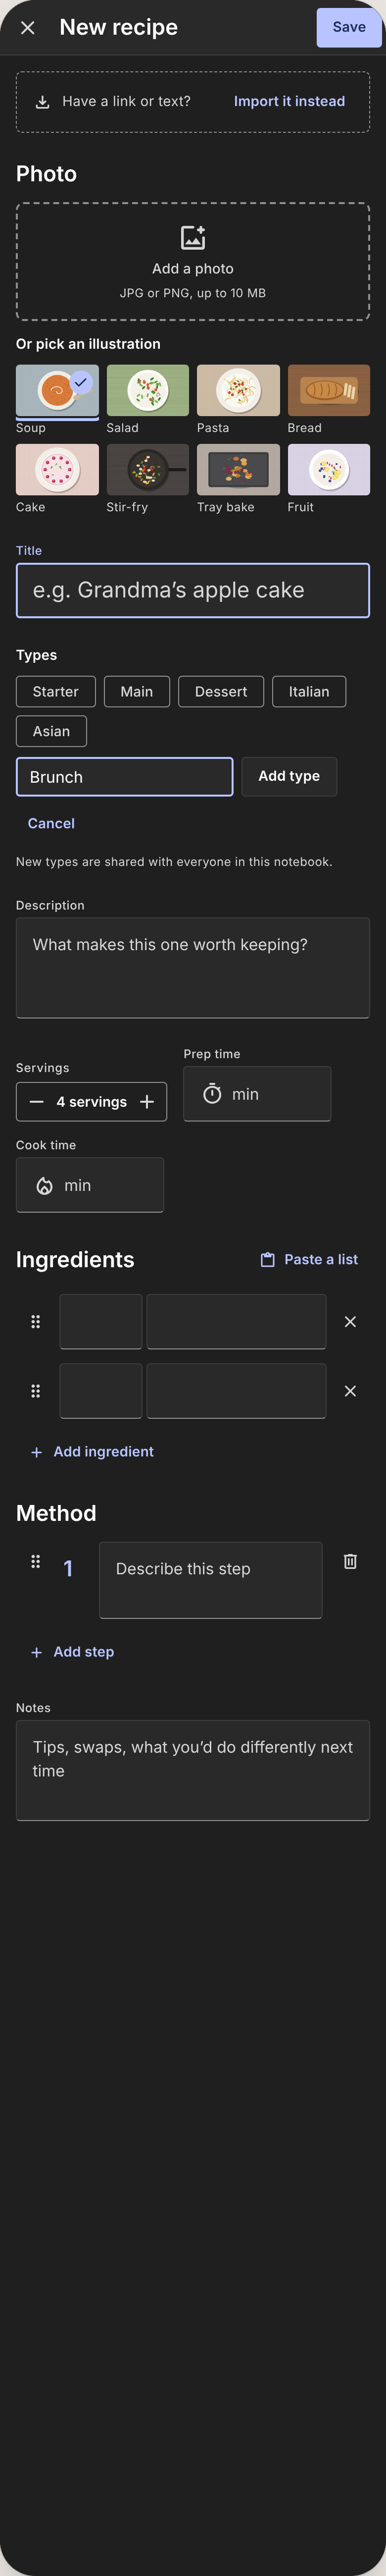 New recipe
Save
Have a link or text?
Import it instead
Photo
Add a photo
JPG or PNG, up to 10 MB
Or pick an illustration
Soup
Salad
Pasta
Bread
Cake
Stir-fry
Tray bake
Fruit
Title
e.g. Grandma’s apple cake
Types
Starter
Main
Dessert
Italian
Asian
Brunch
Add type
Cancel
New types are shared with everyone in this notebook.
Description
What makes this one worth keeping?
Servings
4 servings
Prep time
min
Cook time
min
Ingredients
Paste a list
Add ingredient
Method
1
Describe this step
Add step
Notes
Tips, swaps, what you’d do differently next
time